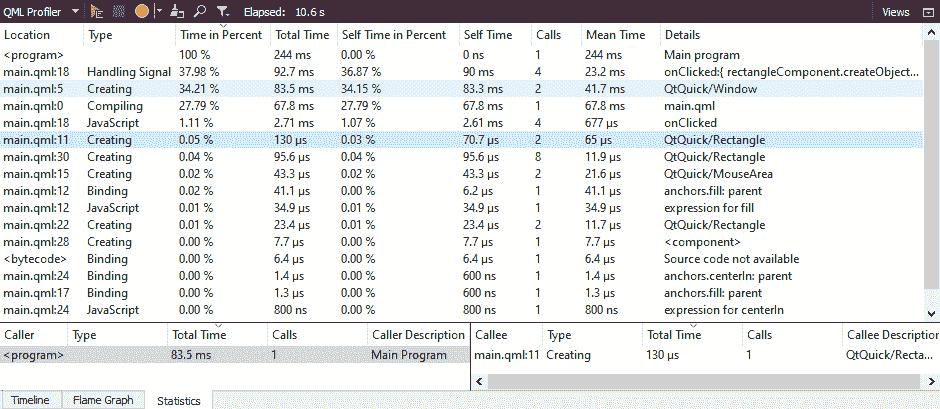 QML Profiler Elapsed: 10.6 s Views
Location Type Time in Percent Total Time Self Time in Percent Self Time Calls Mean Time Details
<program> 100 % 244 ms 0.00 % 0 ns 1 244 ms Main program
main.qml:18 Handling Signal 37.98 % 92.7 ms 36.87 % 90 ms 4 23.2 ms onClicked:{ rectangleComponent.createObject...
main.qml:5 Creating 34.21 % 83.5 ms 34.15 % 83.3 ms 2 41.7 ms QtQuick/Window
main.qml:0 Compiling 27.79 % 67.8 ms 27.79 % 67.8 ms 1 67.8 ms main.qml
main.qml:18 JavaScript 1.11 % 2.71 ms 1.07 % 2.61 ms 4 677 µs onClicked
main.qml:11 Creating 0.05 % 130 µs 0.03 % 70.7 µs 2 65 µs QtQuick/Rectangle
main.qml:30 Creating 0.04 % 95.6 µs 0.04 % 95.6 µs 8 11.9 µs QtQuick/Rectangle
main.qml:15 Creating 0.02 % 43.3 µs 0.02 % 43.3 µs 2 21.6 µs QtQuick/MouseArea
main.qml:12 Binding 0.02 % 41.1 µs 0.00 % 6.2 µs 1 41.1 µs anchors.fill: parent
main.qml:12 JavaScript 0.01 % 34.9 µs 0.01 % 34.9 µs 1 34.9 µs expression for fill
main.qml:22 Creating 0.01 % 23.4 µs 0.01 % 23.4 µs 2 11.7 µs QtQuick/Rectangle
main.qml:28 Creating 0.00 % 7.7 µs 0.00 % 7.7 µs 1 7.7 µs <component>
<bytecode> Binding 0.00 % 6.4 µs 0.00 % 6.4 µs 1 6.4 µs Source code not available
main.qml:24 Binding 0.00 % 1.4 µs 0.00 % 600 ns 1 1.4 µs anchors.centerIn: parent
main.qml:17 Binding 0.00 % 1.3 µs 0.00 % 600 ns 1 1.3 µs anchors.fill: parent
main.qml:24 JavaScript 0.00 % 800 ns 0.00 % 800 ns 1 800 ns expression for centerIn
Caller Type Total Time Calls Caller Description Callee Type Total Time Calls Callee Description
<program> 83.5 ms 1 Main Program main.qml:11 Creating 130 µs 1 QtQuick/Recta...
Timeline Flame Graph Statistics